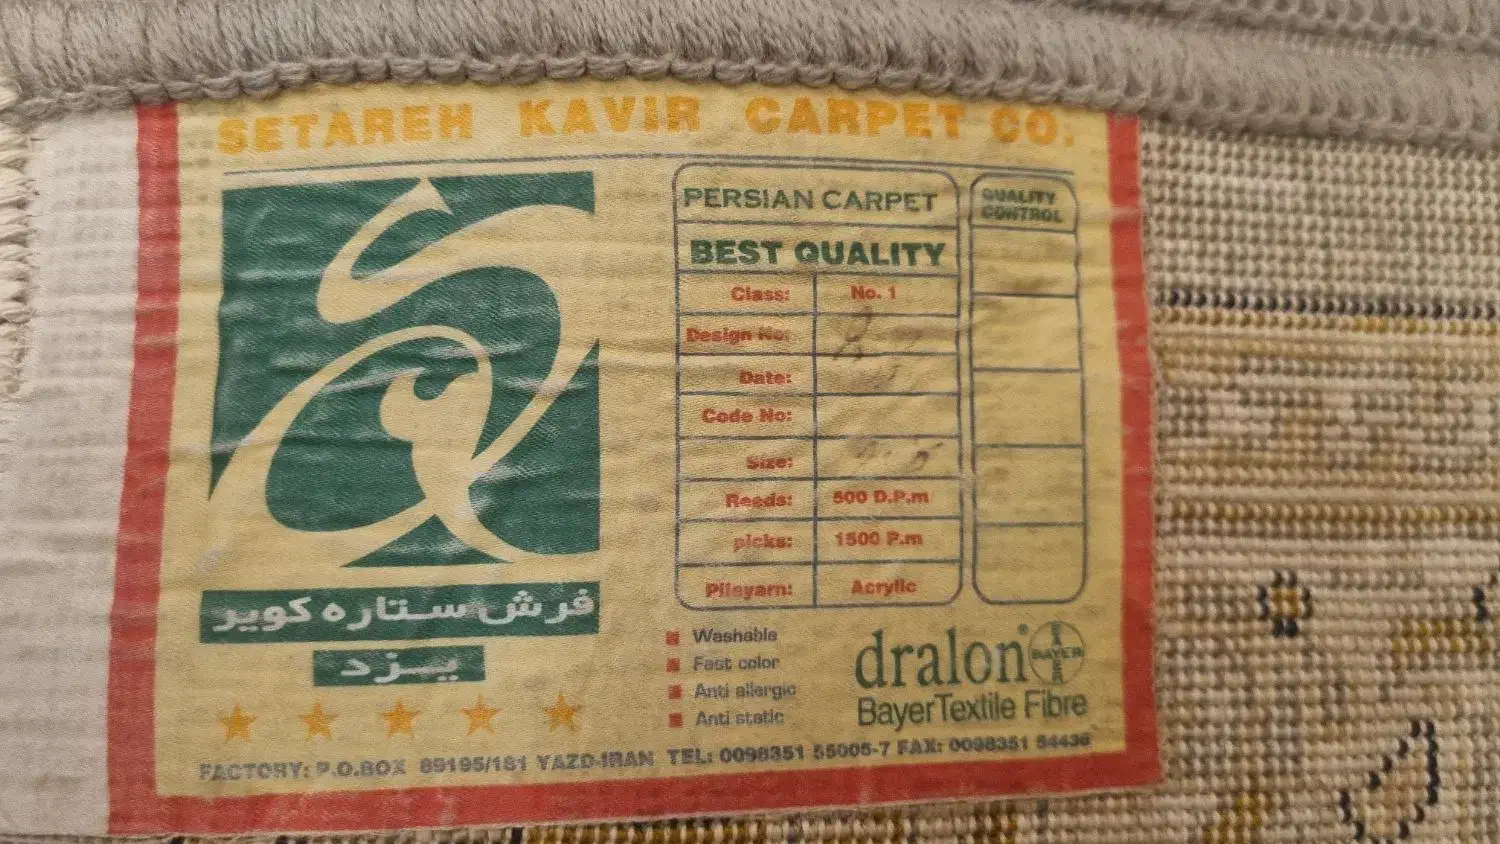 SETAREH KAVIR CARPET CO.
فرش ستاره کویر
یزد
PERSIAN CARPET
BEST QUALITY
Class: No. 1
Design No:
Date:
Code No:
Size:
Reeds: 500 D.P.m
picks: 1500 P.m
Pileyarn: Acrylic
QUALITY
CONTROL
Washable
Fast color
Anti allergic
Anti static
dralon®
BAYER
BayerTextile Fibre
FACTORY: P.O.BOX 89195/181 YAZD-IRAN TEL: 0098351 55005-7 FAX: 0098351 54436